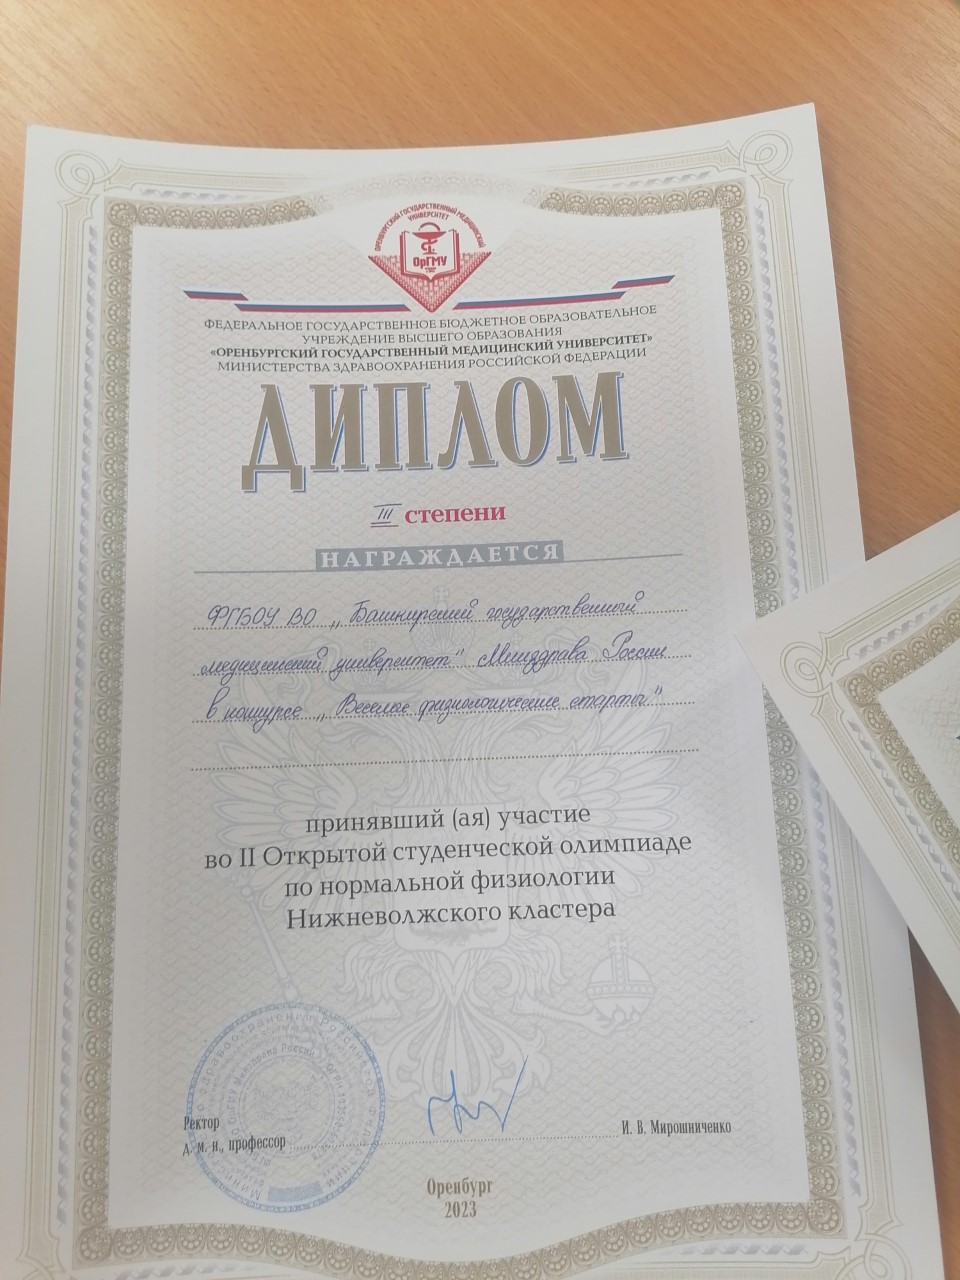 ОРЕНБУРГСКИЙ ГОСУДАРСТВЕННЫЙ МЕДИЦИНСКИЙ
УНИВЕРСИТЕТ
ОрГМУ
ФЕДЕРАЛЬНОЕ ГОСУДАРСТВЕННОЕ БЮДЖЕТНОЕ ОБРАЗОВАТЕЛЬНОЕ
УЧРЕЖДЕНИЕ ВЫСШЕГО ОБРАЗОВАНИЯ
«ОРЕНБУРГСКИЙ ГОСУДАРСТВЕННЫЙ МЕДИЦИНСКИЙ УНИВЕРСИТЕТ»
МИНИСТЕРСТВА ЗДРАВООХРАНЕНИЯ РОССИЙСКОЙ ФЕДЕРАЦИИ
ДИПЛОМ
III степени
НАГРАЖДАЕТСЯ
ФГБОУ ВО „Башкирский государственный
медицинский университет" Минздрава России
в конкурсе „Веселые физиологические старты"
принявший (ая) участие
во II Открытой студенческой олимпиаде
по нормальной физиологии
Нижневолжского кластера
Ректор
д. м. н., профессор
И. В. Мирошниченко
Оренбург
2023